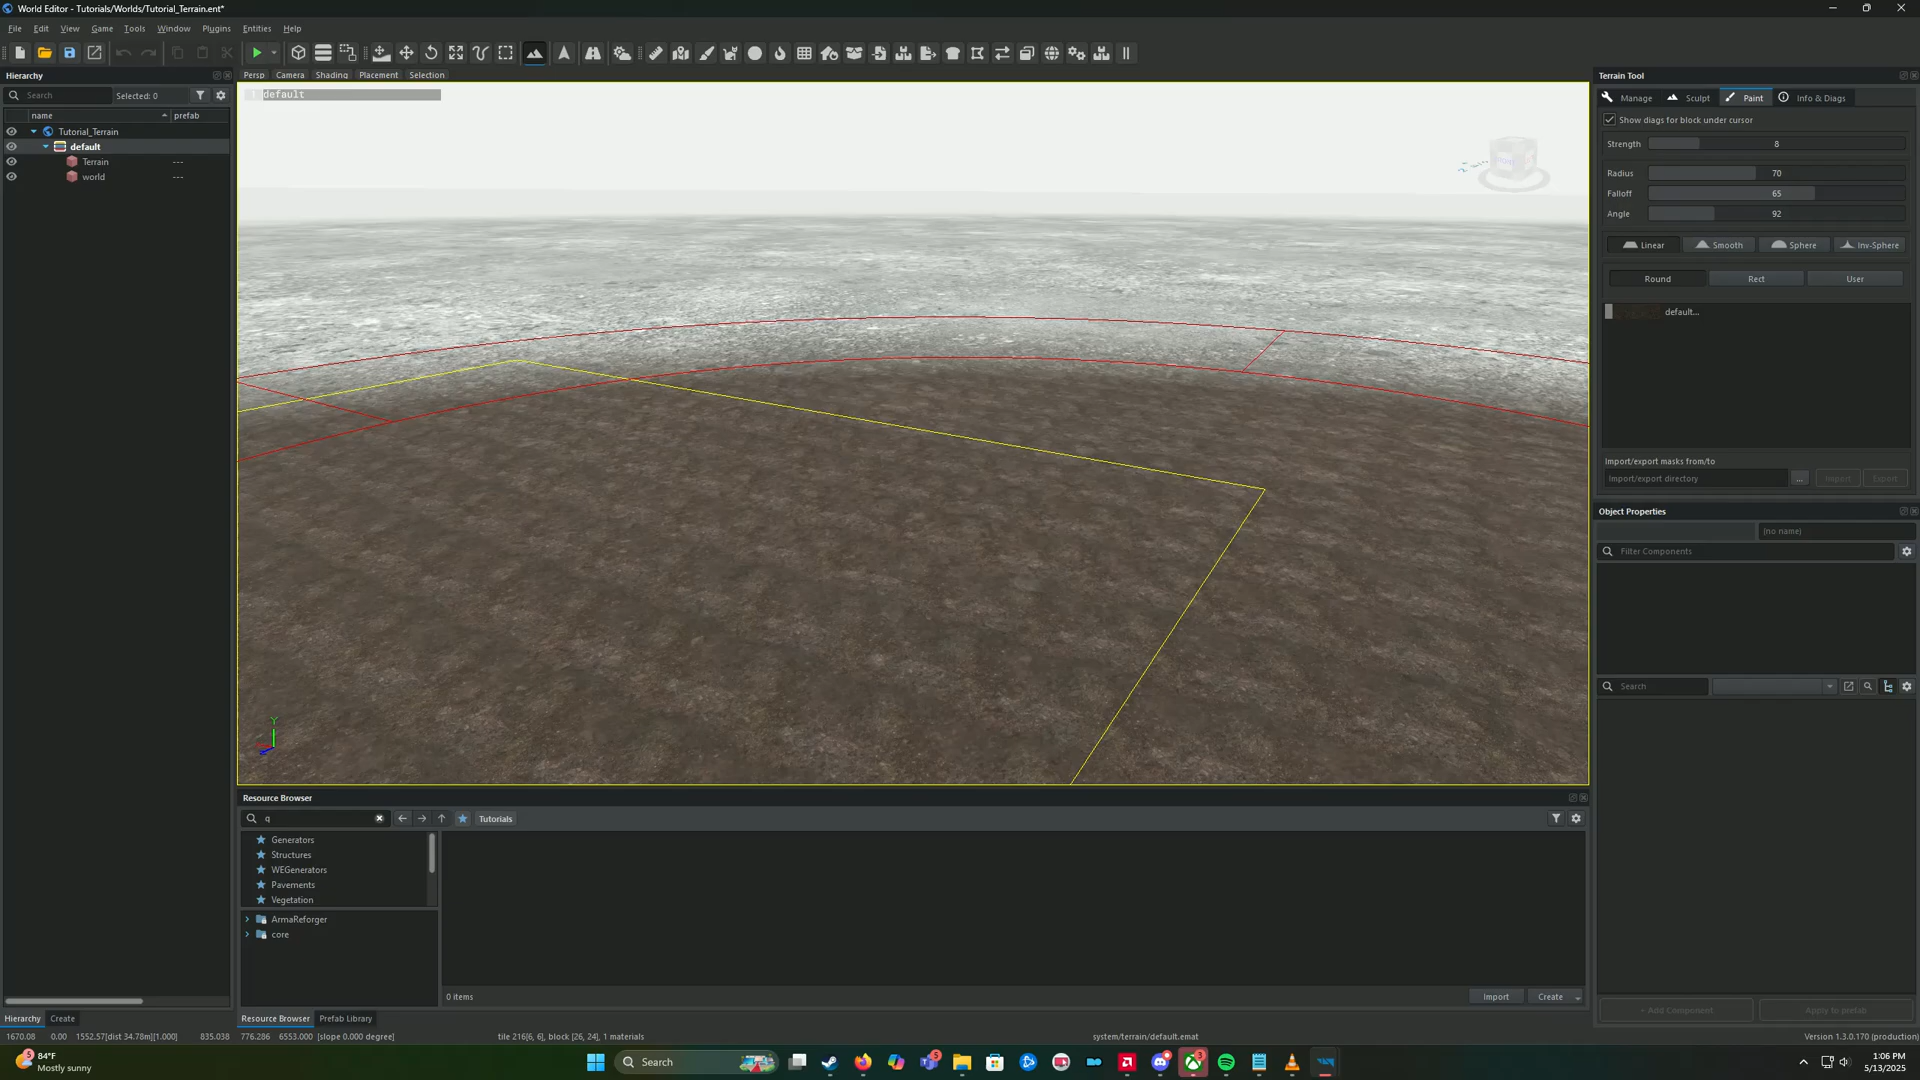 World Editor - Tutorials/Worlds/Tutorial_Terrain.ent*
File Edit View Game Tools Window Plugins Entities Help
Hierarchy
Search Selected: 0
name prefab
Tutorial_Terrain
default
Terrain ---
world ---
Persp Camera Shading Placement Selection
default
Y
Terrain Tool
Manage Sculpt Paint Info & Diags
Show diags for block under cursor
Strength 8
Radius 70
Falloff 65
Angle 92
Linear Smooth Sphere Inv-Sphere
Round Rect User
default...
Import/export masks from/to
Import/export directory ... Import Export
Object Properties
(no name)
Filter Components
Search
+ Add Component Apply to prefab
Resource Browser
q Tutorials
Generators
Structures
WEGenerators
Pavements
Vegetation
ArmaReforger
core
0 items Import Create
Hierarchy Create Resource Browser Prefab Library
1670.08 0.00 1552.57[dist 34.78m][1.000] 835.038 776.286 6553.000 [slope 0.000 degree] tile 216[6, 6], block [26, 24], 1 materials system/terrain/default.emat Version 1.3.0.170 (production)
84°F
Mostly sunny
Search
1:06 PM
5/13/2025